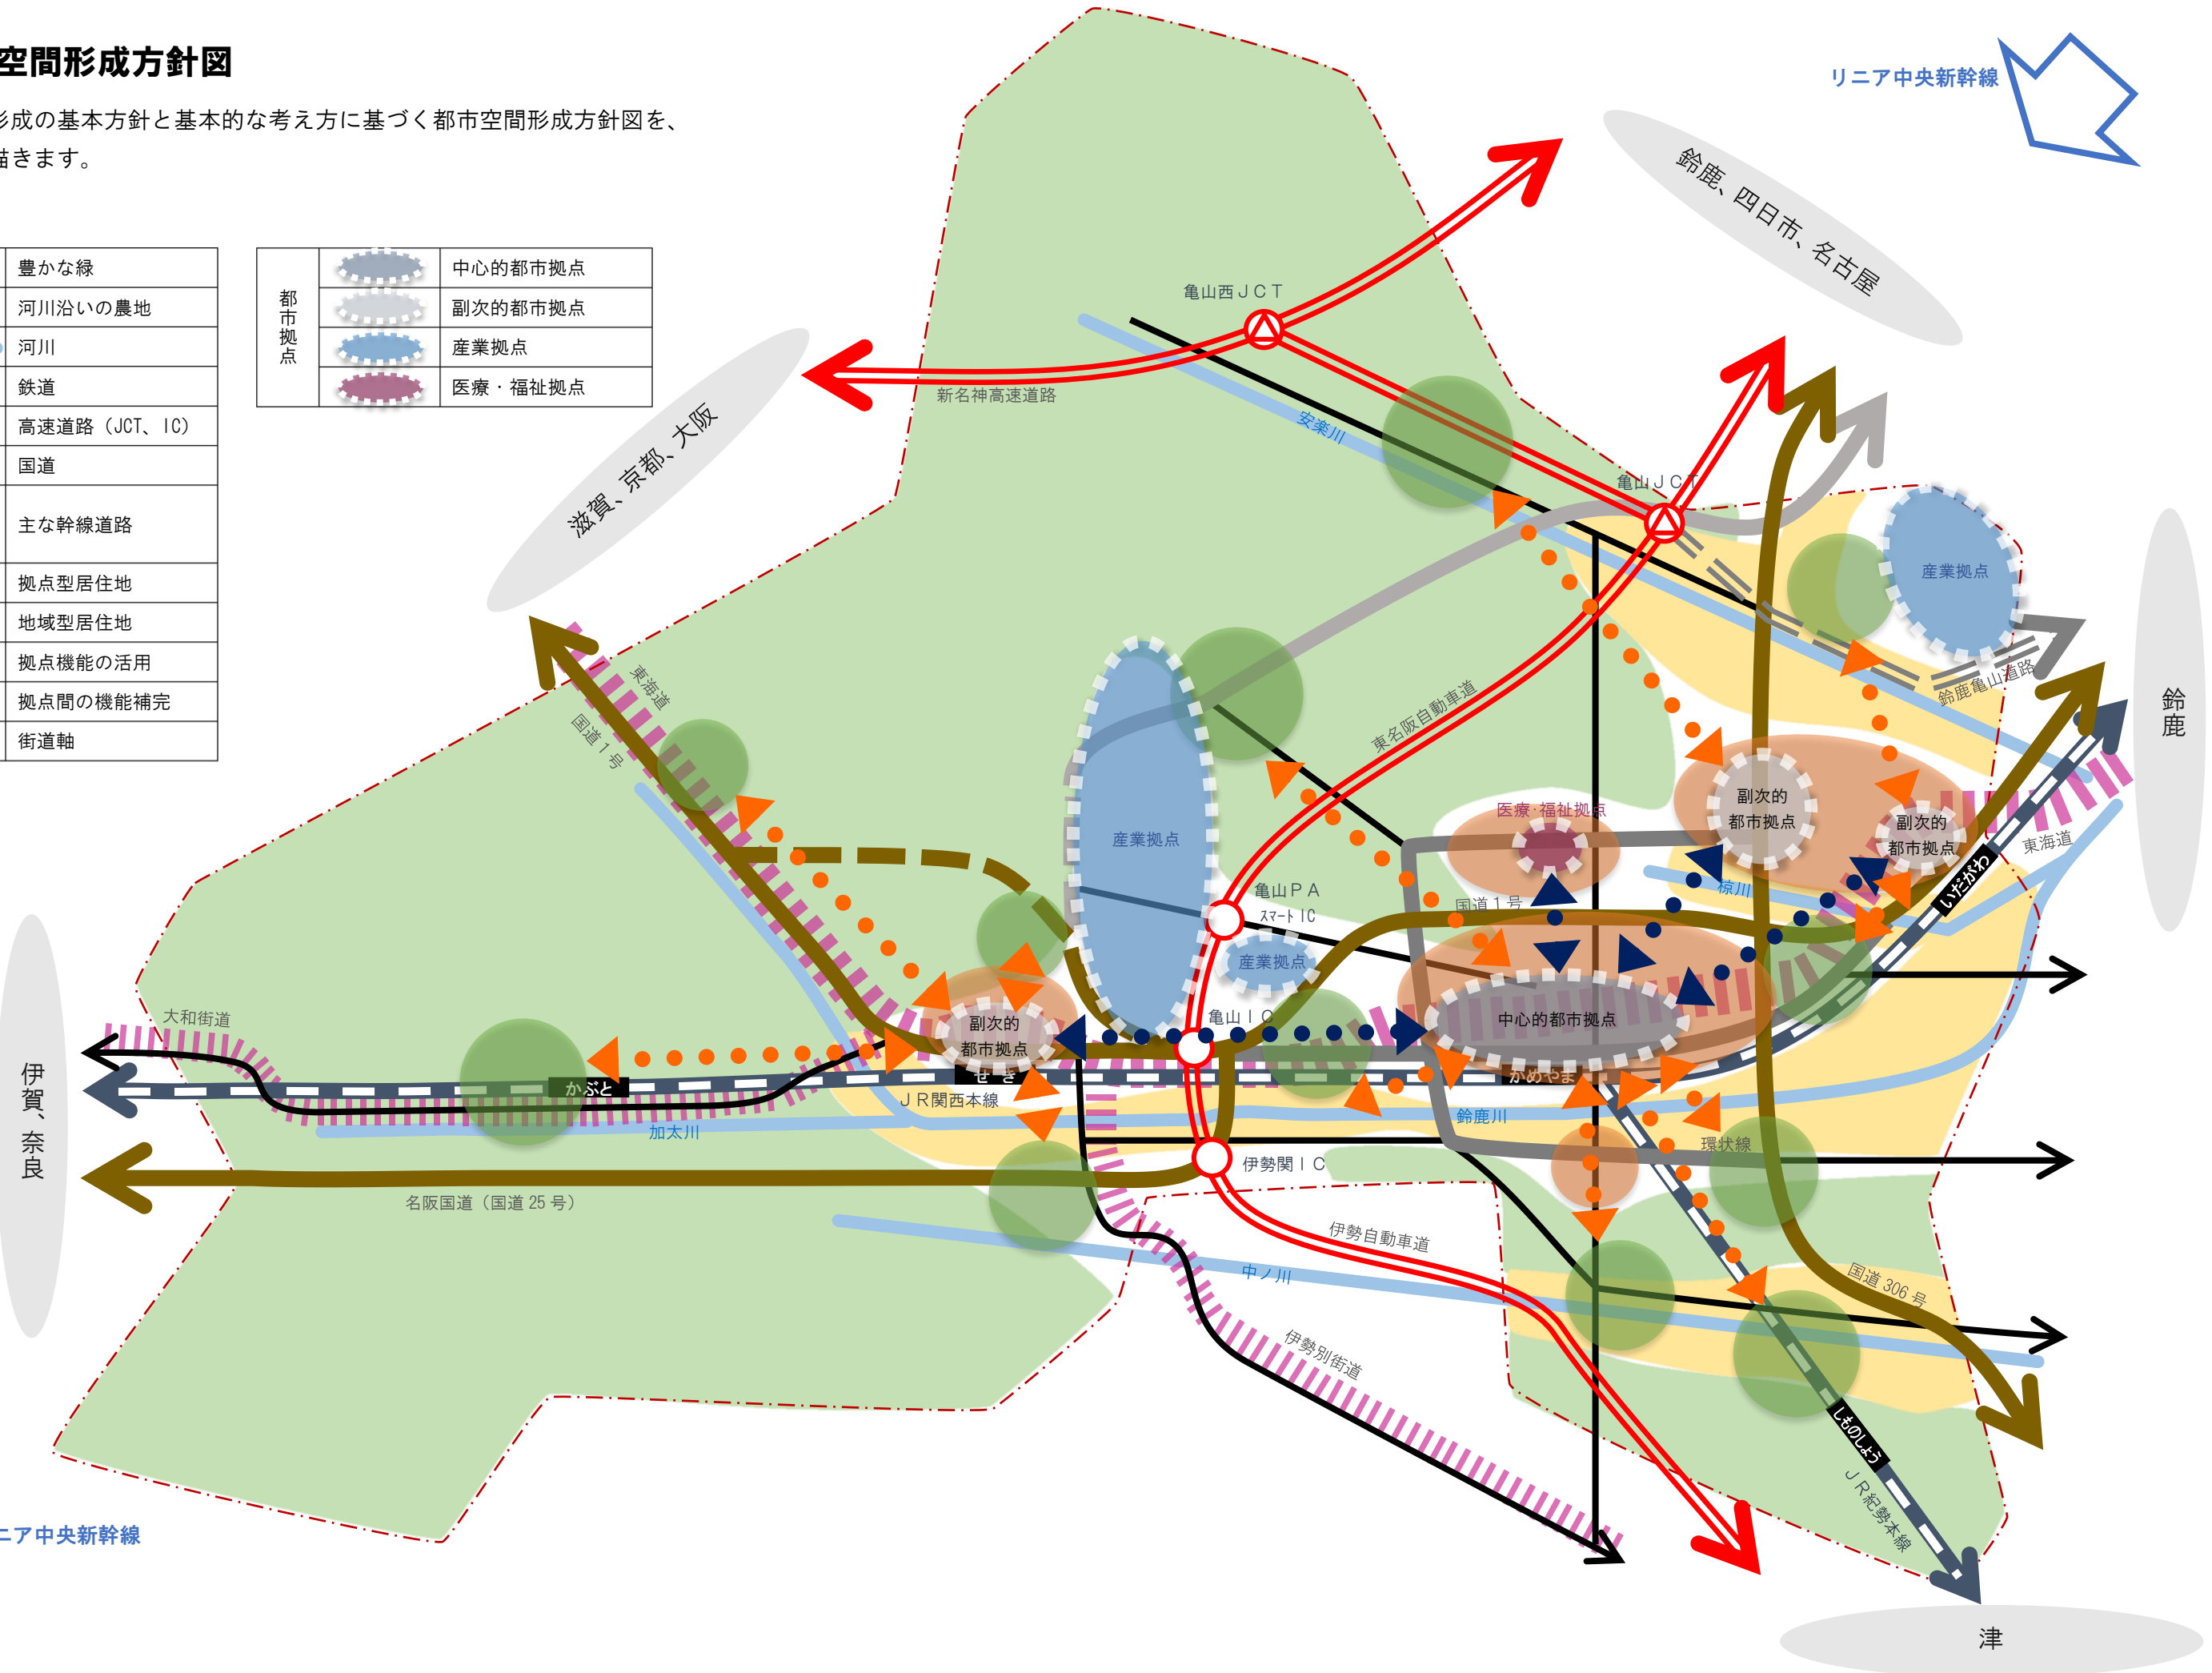 空間形成方針図
形成の基本方針と基本的な考え方に基づく都市空間形成方針図を、
描きます。
豊かな緑
河川沿いの農地
河川
鉄道
高速道路（JCT、IC）
国道
主な幹線道路
拠点型居住地
地域型居住地
拠点機能の活用
拠点間の機能補完
街道軸
都市拠点
中心的都市拠点
副次的都市拠点
産業拠点
医療・福祉拠点
リニア中央新幹線
鈴鹿、四日市、名古屋
滋賀、京都、大阪
亀山西ＪＣＴ
新名神高速道路
安楽川
亀山ＪＣＴ
産業拠点
鈴鹿亀山道路
鈴鹿
東海道
国道１号
東名阪自動車道
産業拠点
医療・福祉拠点
副次的
都市拠点
副次的
都市拠点
東海道
いだがわ
椋川
亀山ＰＡ
スマートIC
国道１号
産業拠点
亀山ＩＣ
中心的都市拠点
副次的
都市拠点
大和街道
伊賀、奈良
かぶと
せき
かめやま
ＪＲ関西本線
加太川
鈴鹿川
環状線
伊勢関ＩＣ
名阪国道（国道25号）
伊勢自動車道
中ノ川
国道306号
伊勢別街道
しものしょう
ＪＲ紀勢本線
ニア中央新幹線
津